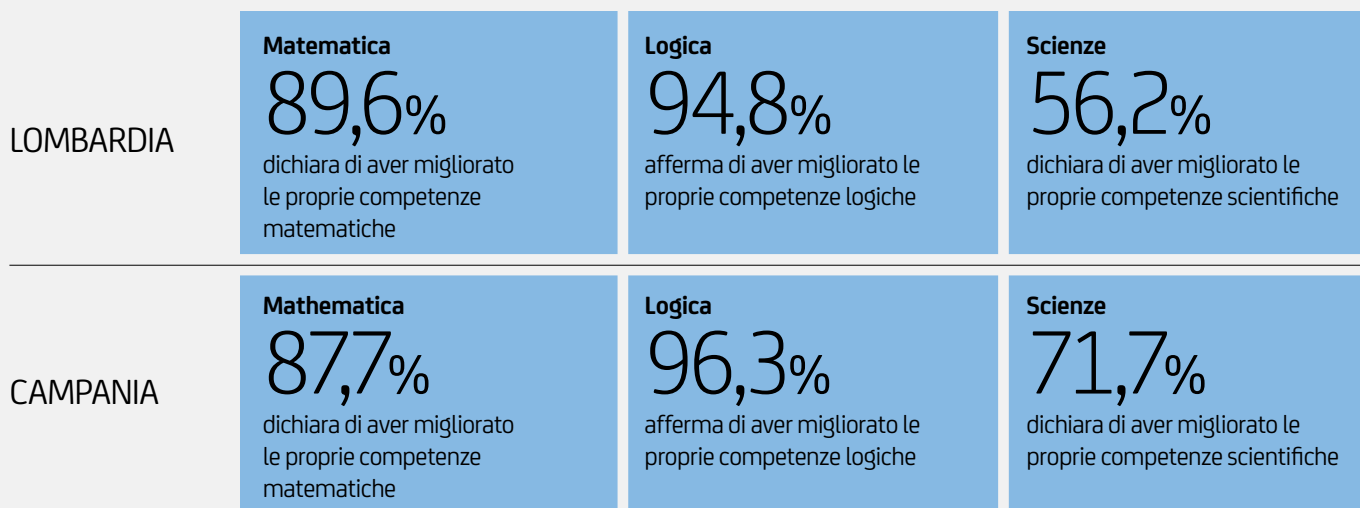 LOMBARDIA
Matematica
89,6%
dichiara di aver migliorato
le proprie competenze
matematiche
Logica
94,8%
afferma di aver migliorato le
proprie competenze logiche
Scienze
56,2%
dichiara di aver migliorato le
proprie competenze scientifiche
CAMPANIA
Mathematica
87,7%
dichiara di aver migliorato
le proprie competenze
matematiche
Logica
96,3%
afferma di aver migliorato le
proprie competenze logiche
Scienze
71,7%
dichiara di aver migliorato le
proprie competenze scientifiche